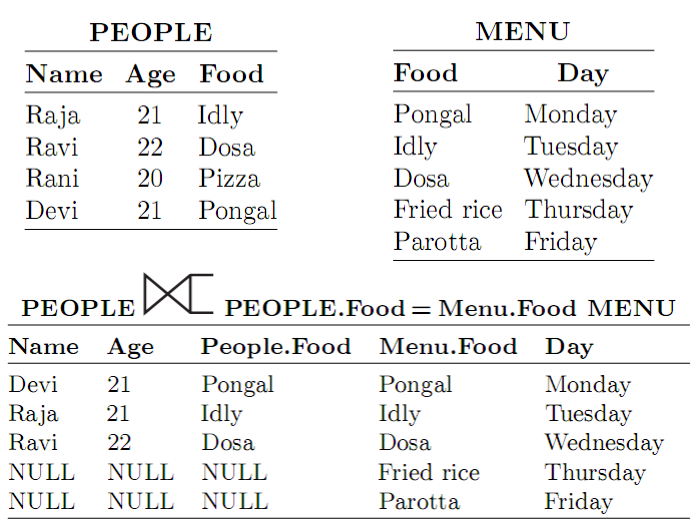 PEOPLE
Name Age Food
Raja 21 Idly
Ravi 22 Dosa
Rani 20 Pizza
Devi 21 Pongal
MENU
Food Day
Pongal Monday
Idly Tuesday
Dosa Wednesday
Fried rice Thursday
Parotta Friday
PEOPLE ⟖ PEOPLE.Food = Menu.Food MENU
Name Age People.Food Menu.Food Day
Devi 21 Pongal Pongal Monday
Raja 21 Idly Idly Tuesday
Ravi 22 Dosa Dosa Wednesday
NULL NULL NULL Fried rice Thursday
NULL NULL NULL Parotta Friday